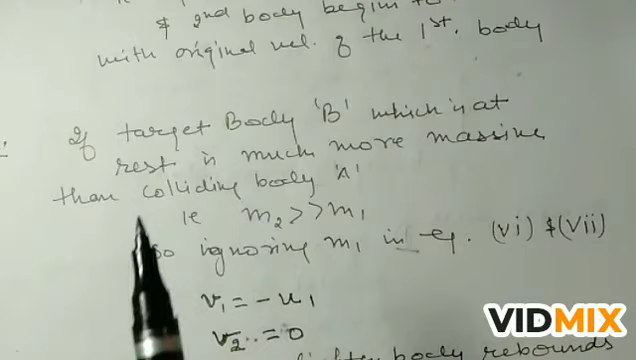 & 2nd body begin to
with original vel. of the 1st. body
If target Body 'B' which is at
rest is much more massive
than colliding body 'A'
ie m₂ >> m₁
so ignoring m₁ in eq. (vi) & (vii)
v₁ = - u₁
v₂ = 0
lighter body rebounds
VIDMIX